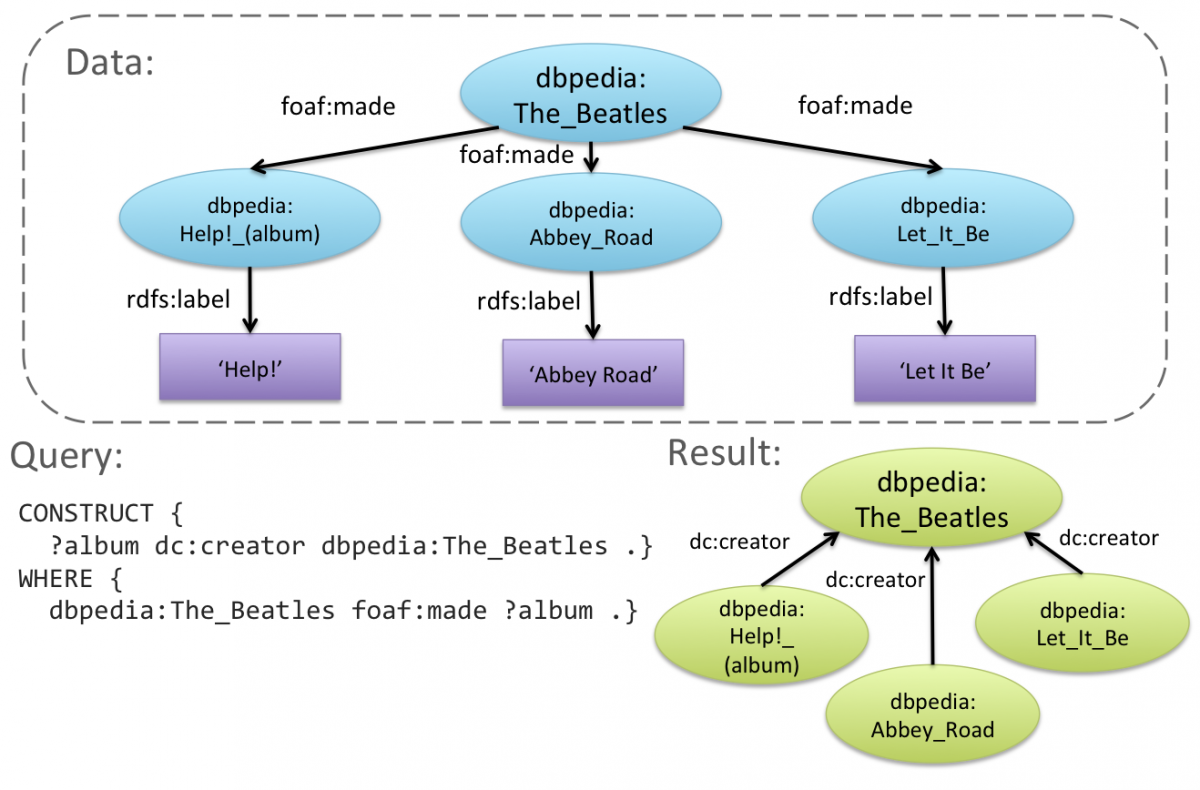 Data:
dbpedia:
The_Beatles
foaf:made
foaf:made
foaf:made
dbpedia:
Help!_(album)
dbpedia:
Abbey_Road
dbpedia:
Let_It_Be
rdfs:label
rdfs:label
rdfs:label
‘Help!’
‘Abbey Road’
‘Let It Be’
Query:
CONSTRUCT {
?album dc:creator dbpedia:The_Beatles .}
WHERE {
dbpedia:The_Beatles foaf:made ?album .}
Result:
dbpedia:
The_Beatles
dc:creator
dc:creator
dc:creator
dbpedia:
Help!_
(album)
dbpedia:
Abbey_Road
dbpedia:
Let_It_Be